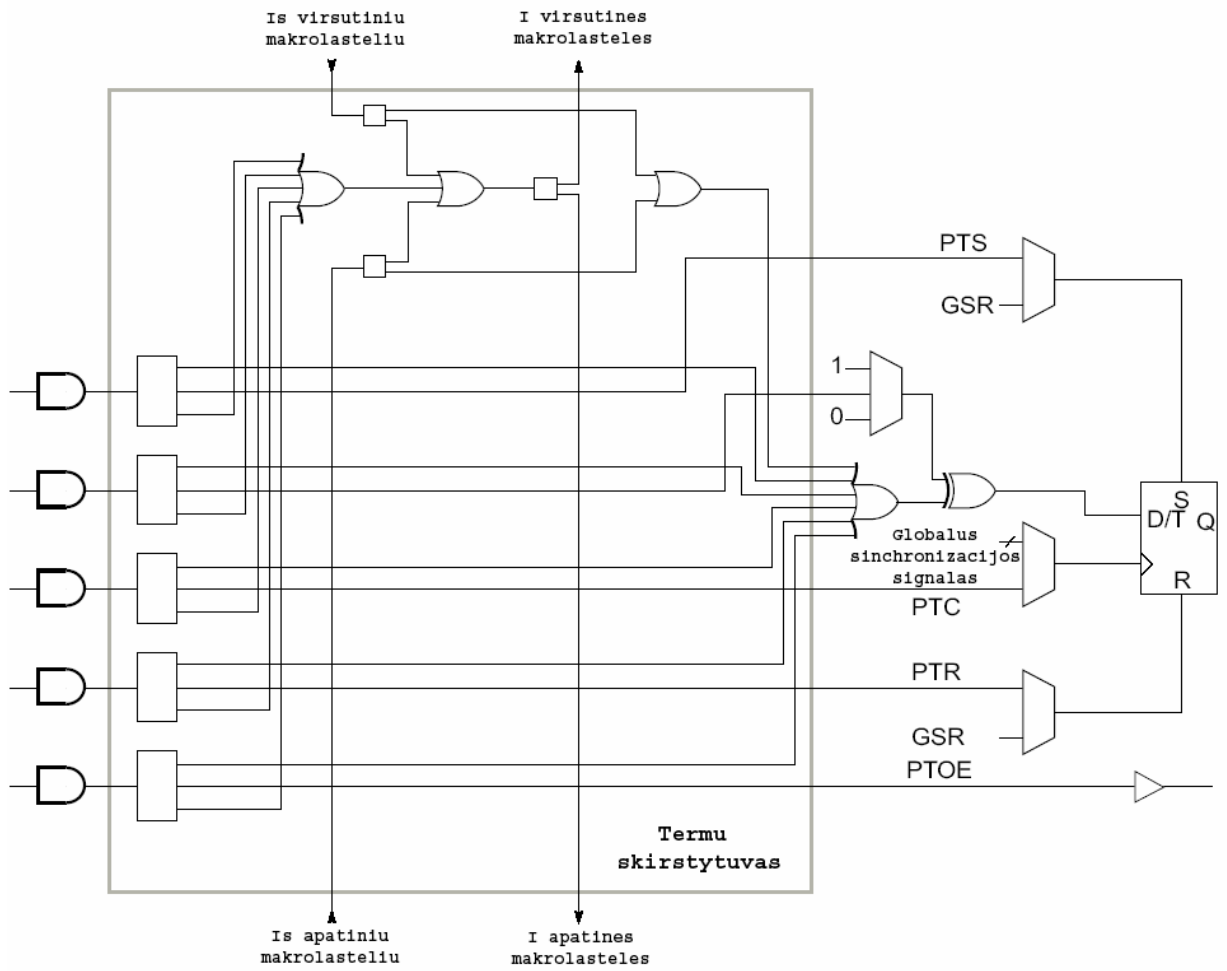 Is virsutiniu
makrolasteliu
I virsutines
makrolasteles
PTS
GSR
1
0
S
D/T Q
R
Globalus
sinchronizacijos
signalas
PTC
PTR
GSR
PTOE
Termu
skirstytuvas
Is apatiniu
makrolasteliu
I apatines
makrolasteles